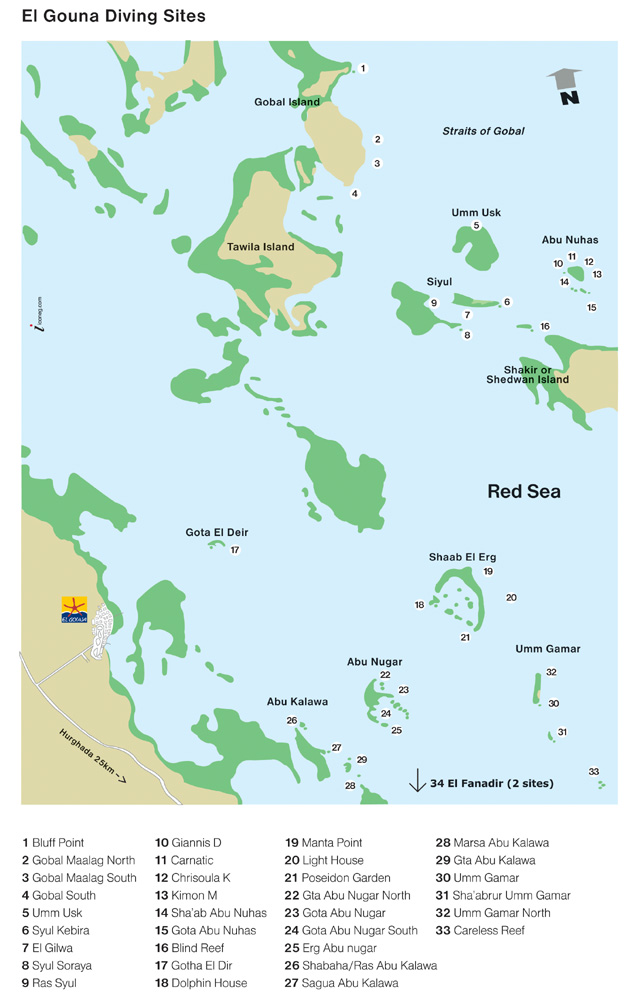 El Gouna Diving Sites
1
Gobal Island
N
Straits of Gobal
2
3
4
Umm Usk
5
Abu Nuhas
11
10
12
13
14
15
Tawila Island
Siyul
9
6
7
8
16
Shakir or
Shedwan Island
Red Sea
Gota El Deir
17
Shaab El Erg
19
20
18
21
EL GOUNA
Umm Gamar
32
30
31
33
Abu Nugar
22
23
24
25
Abu Kalawa
26
27
29
28
Hurghada 25km
34 El Fanadir (2 sites)
1 Bluff Point
2 Gobal Maalag North
3 Gobal Maalag South
4 Gobal South
5 Umm Usk
6 Syul Kebira
7 El Gilwa
8 Syul Soraya
9 Ras Syul
10 Giannis D
11 Carnatic
12 Chrisoula K
13 Kimon M
14 Sha'ab Abu Nuhas
15 Gota Abu Nuhas
16 Blind Reef
17 Gotha El Dir
18 Dolphin House
19 Manta Point
20 Light House
21 Poseidon Garden
22 Gta Abu Nugar North
23 Gota Abu Nugar
24 Gota Abu Nugar South
25 Erg Abu nugar
26 Shabaha/Ras Abu Kalawa
27 Sagua Abu Kalawa
28 Marsa Abu Kalawa
29 Gta Abu Kalawa
30 Umm Gamar
31 Sha'abrur Umm Gamar
32 Umm Gamar North
33 Careless Reef